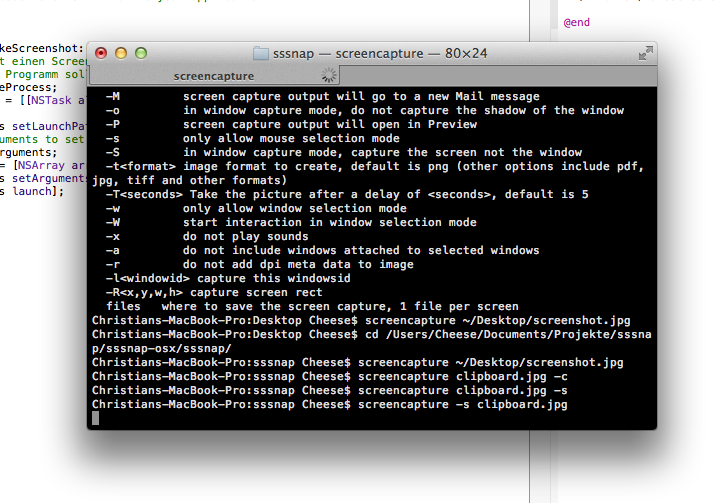 @end
keScreenshot:
t einen Screen
Programm sol
eProcess;
= [[NSTask a
s setLaunchPat
uments to set
rguments;
= [NSArray ar
s setArguments
s launch];
sssnap — screencapture — 80×24
screencapture
-M screen capture output will go to a new Mail message
-o in window capture mode, do not capture the shadow of the window
-P screen capture output will open in Preview
-s only allow mouse selection mode
-S in window capture mode, capture the screen not the window
-t<format> image format to create, default is png (other options include pdf,
jpg, tiff and other formats)
-T<seconds> Take the picture after a delay of <seconds>, default is 5
-w only allow window selection mode
-W start interaction in window selection mode
-x do not play sounds
-a do not include windows attached to selected windows
-r do not add dpi meta data to image
-l<windowid> capture this windowsid
-R<x,y,w,h> capture screen rect
files where to save the screen capture, 1 file per screen
Christians-MacBook-Pro:Desktop Cheese$ screencapture ~/Desktop/screenshot.jpg
Christians-MacBook-Pro:Desktop Cheese$ cd /Users/Cheese/Documents/Projekte/sssna
p/sssnap-osx/sssnap/
Christians-MacBook-Pro:sssnap Cheese$ screencapture ~/Desktop/screenshot.jpg
Christians-MacBook-Pro:sssnap Cheese$ screencapture clipboard.jpg -c
Christians-MacBook-Pro:sssnap Cheese$ screencapture clipboard.jpg -s
Christians-MacBook-Pro:sssnap Cheese$ screencapture -s clipboard.jpg